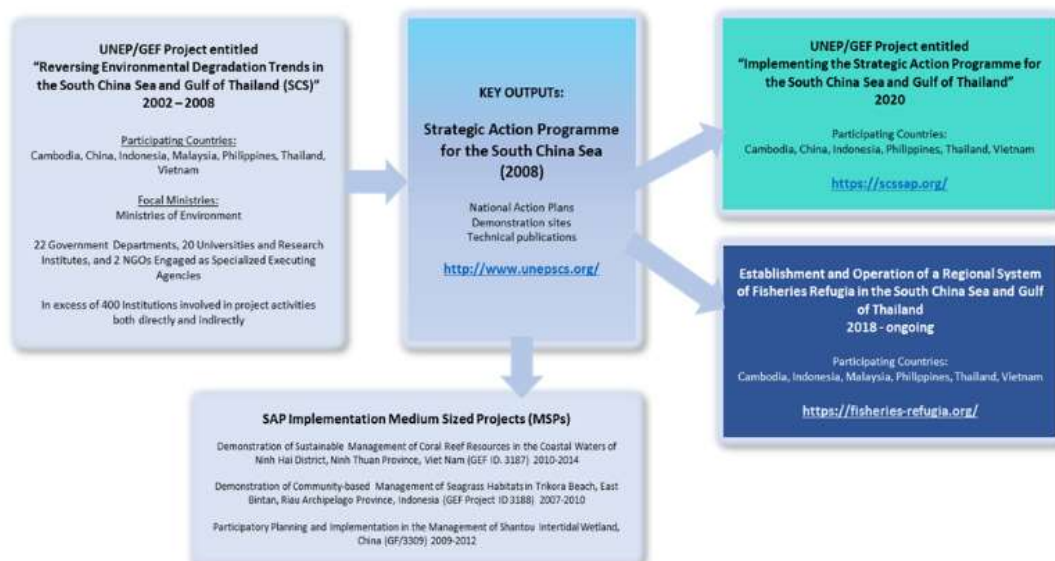 UNEP/GEF Project entitled
“Reversing Environmental Degradation Trends in
the South China Sea and Gulf of Thailand (SCS)”
2002 – 2008
Participating Countries:
Cambodia, China, Indonesia, Malaysia, Philippines, Thailand,
Vietnam
Focal Ministries:
Ministries of Environment
22 Government Departments, 20 Universities and Research
Institutes, and 2 NGOs Engaged as Specialized Executing
Agencies
In excess of 400 Institutions involved in project activities
both directly and indirectly
KEY OUTPUTs:
Strategic Action Programme
for the South China Sea
(2008)
National Action Plans
Demonstration sites
Technical publications
http://www.unepscs.org/
UNEP/GEF Project entitled
“Implementing the Strategic Action Programme for
the South China Sea and Gulf of Thailand”
2020
Participating Countries:
Cambodia, China, Indonesia, Philippines, Thailand, Vietnam
https://scssap.org/
Establishment and Operation of a Regional System
of Fisheries Refugia in the South China Sea and Gulf
of Thailand
2018 - ongoing
Participating Countries:
Cambodia, Indonesia, Malaysia, Philippines, Thailand, Vietnam
https://fisheries-refugia.org/
SAP Implementation Medium Sized Projects (MSPs)
Demonstration of Sustainable Management of Coral Reef Resources in the Coastal Waters of
Ninh Hai District, Ninh Thuan Province, Viet Nam (GEF ID. 3187) 2010-2014
Demonstration of Community-based Management of Seagrass Habitats in Trikora Beach, East
Bintan, Riau Archipelago Province, Indonesia (GEF Project ID 3188) 2007-2010
Participatory Planning and Implementation in the Management of Shantou Intertidal Wetland,
China (GF/3309) 2009-2012